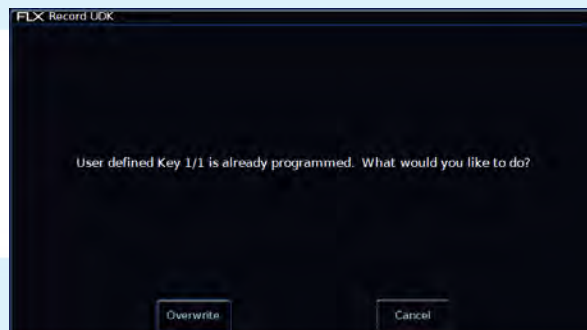 FLX Record UDK
User defined Key 1/1 is already programmed. What would you like to do?
Overwrite Cancel